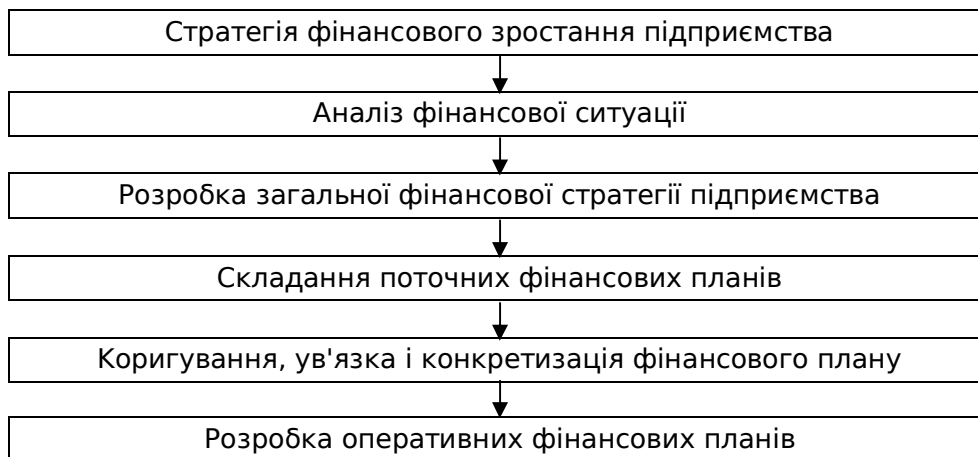 Стратегія фінансового зростання підприємства
Аналіз фінансової ситуації
Розробка загальної фінансової стратегії підприємства
Складання поточних фінансових планів
Коригування, ув'язка і конкретизація фінансового плану
Розробка оперативних фінансових планів